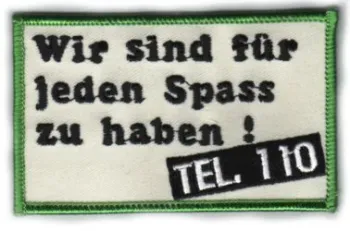 Wir sind für
jeden Spass
zu haben !
TEL. 110